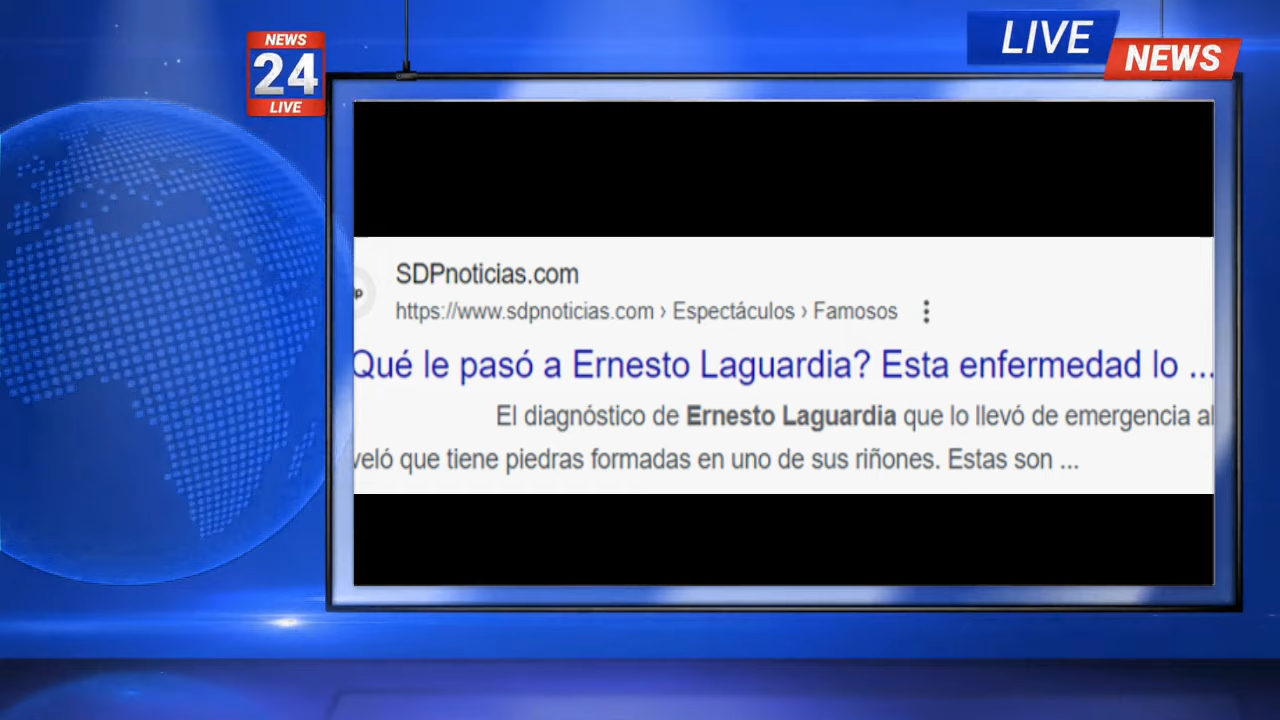 NEWS
24
LIVE
LIVE
NEWS
SDPnoticias.com
https://www.sdpnoticias.com › Espectáculos › Famosos
Qué le pasó a Ernesto Laguardia? Esta enfermedad lo ...
El diagnóstico de Ernesto Laguardia que lo llevó de emergencia al
veló que tiene piedras formadas en uno de sus riñones. Estas son ...